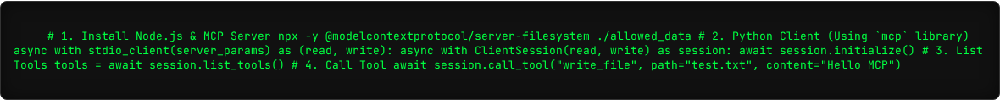 # 1. Install Node.js & MCP Server npx -y @modelcontextprotocol/server-filesystem ./allowed_data # 2. Python Client (Using `mcp` library)
async with stdio_client(server_params) as (read, write): async with ClientSession(read, write) as session: await session.initialize() # 3. List
Tools tools = await session.list_tools() # 4. Call Tool await session.call_tool("write_file", path="test.txt", content="Hello MCP")